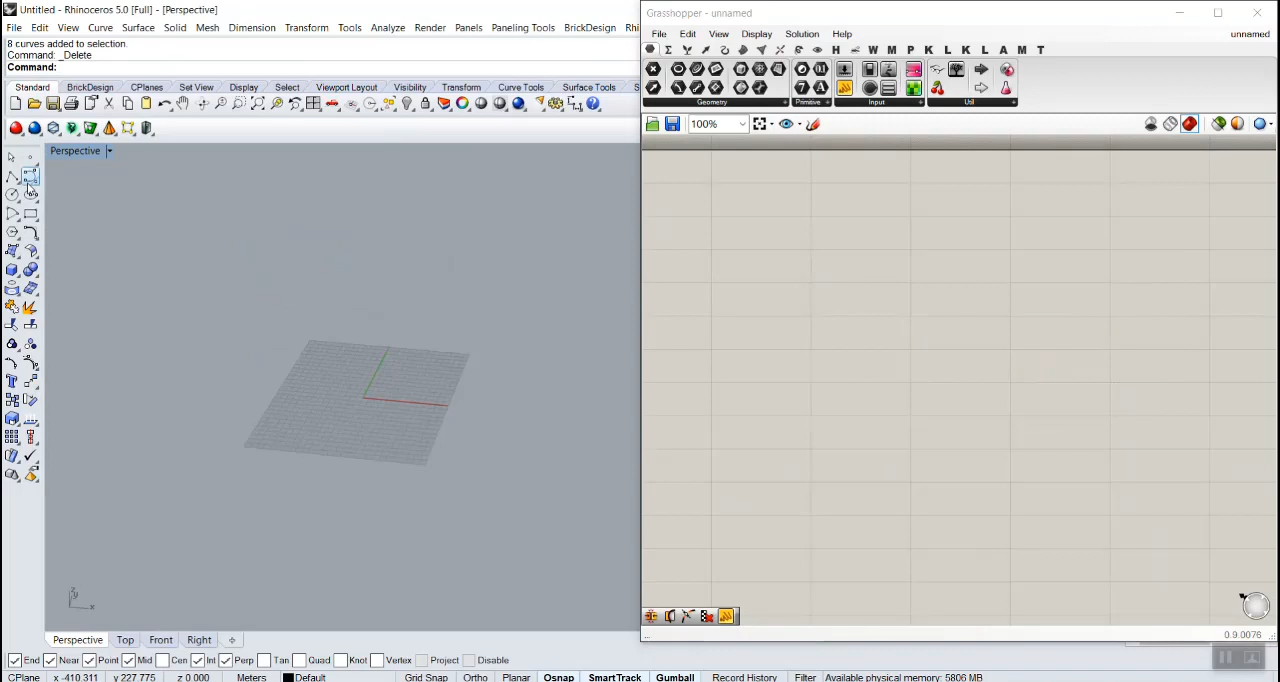 Untitled - Rhinoceros 5.0 [Full] - [Perspective]
File Edit View Curve Surface Solid Mesh Dimension Transform Tools Analyze Render Panels Paneling Tools BrickDesign Rhi
8 curves added to selection.
Command: _Delete
Command:
Standard BrickDesign CPlanes Set View Display Select Viewport Layout Visibility Transform Curve Tools Surface Tools S
Perspective
z
y
x
Perspective Top Front Right
End Near Point Mid Cen Int Perp Tan Quad Knot Vertex Project Disable
CPlane x -410.311 y 227.775 z 0.000 Meters Default Grid Snap Ortho Planar Osnap SmartTrack Gumball Record History Filter Available physical memory: 5806 MB
Grasshopper - unnamed
File Edit View Display Solution Help unnamed
H W M P K L K L A M T
Geometry Primitive Input Util
100%
...
0.9.0076